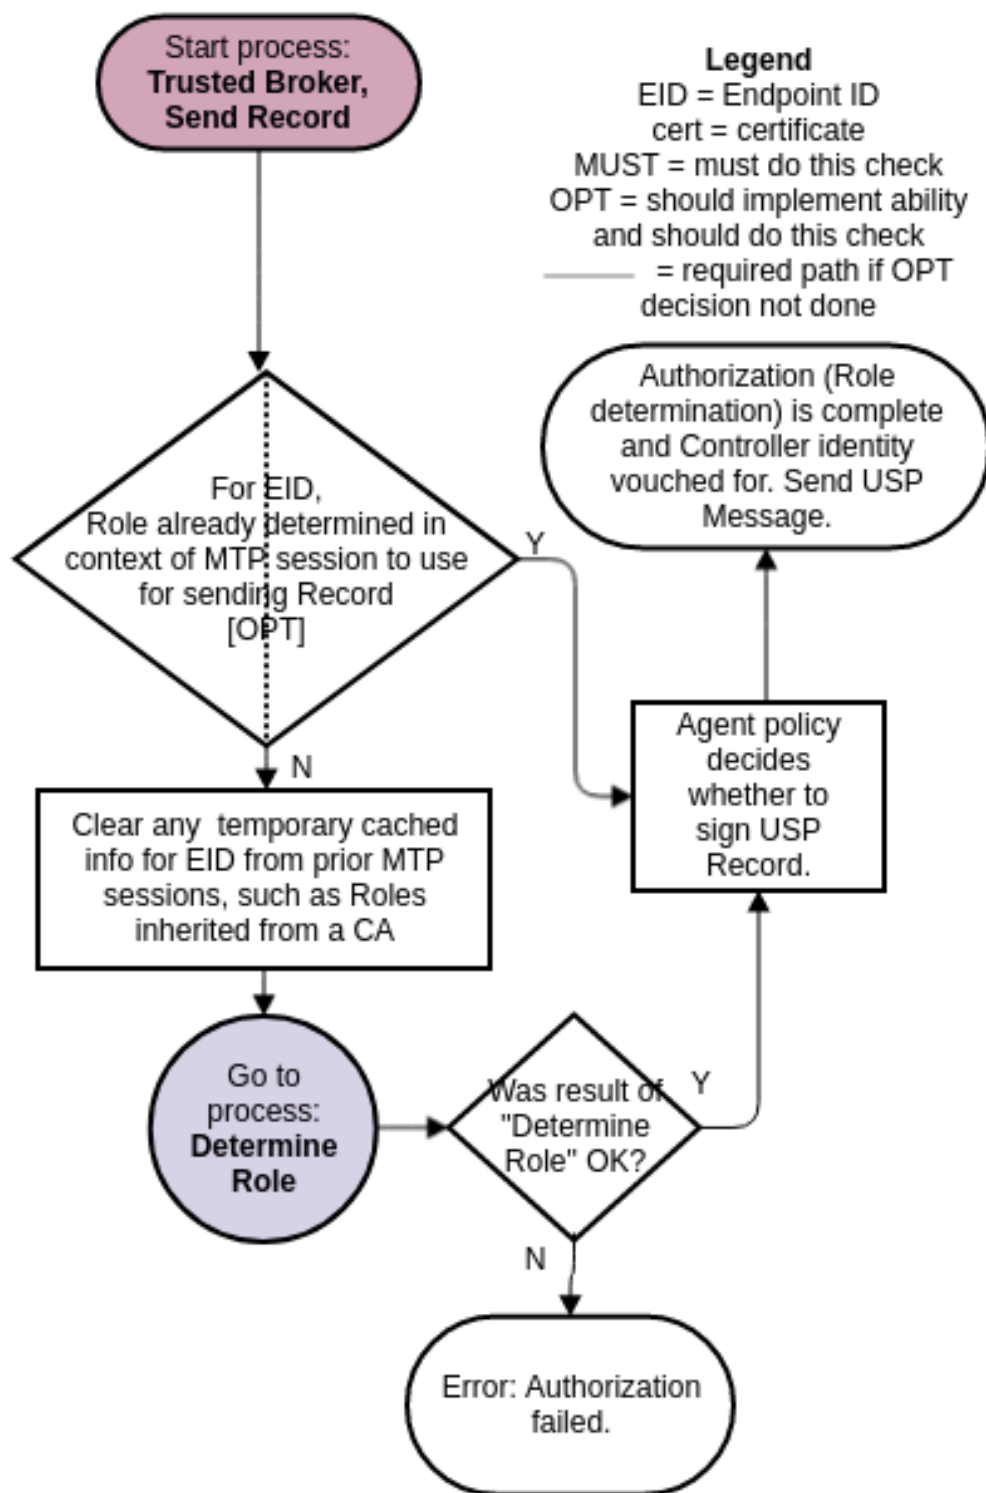 Start process:
Trusted Broker,
Send Record
Legend
EID = Endpoint ID
cert = certificate
MUST = must do this check
OPT = should implement ability
and should do this check
= required path if OPT
decision not done
Authorization (Role
determination) is complete
and Controller identity
vouched for. Send USP
Message.
For EID,
Role already determined in
context of MTP session to use
for sending Record
[OPT]
Y
N
Agent policy
decides
whether to
sign USP
Record.
Clear any  temporary cached
info for EID from prior MTP
sessions, such as Roles
inherited from a CA
Go to
process:
Determine
Role
Was result of
"Determine
Role" OK?
Y
N
Error: Authorization
failed.